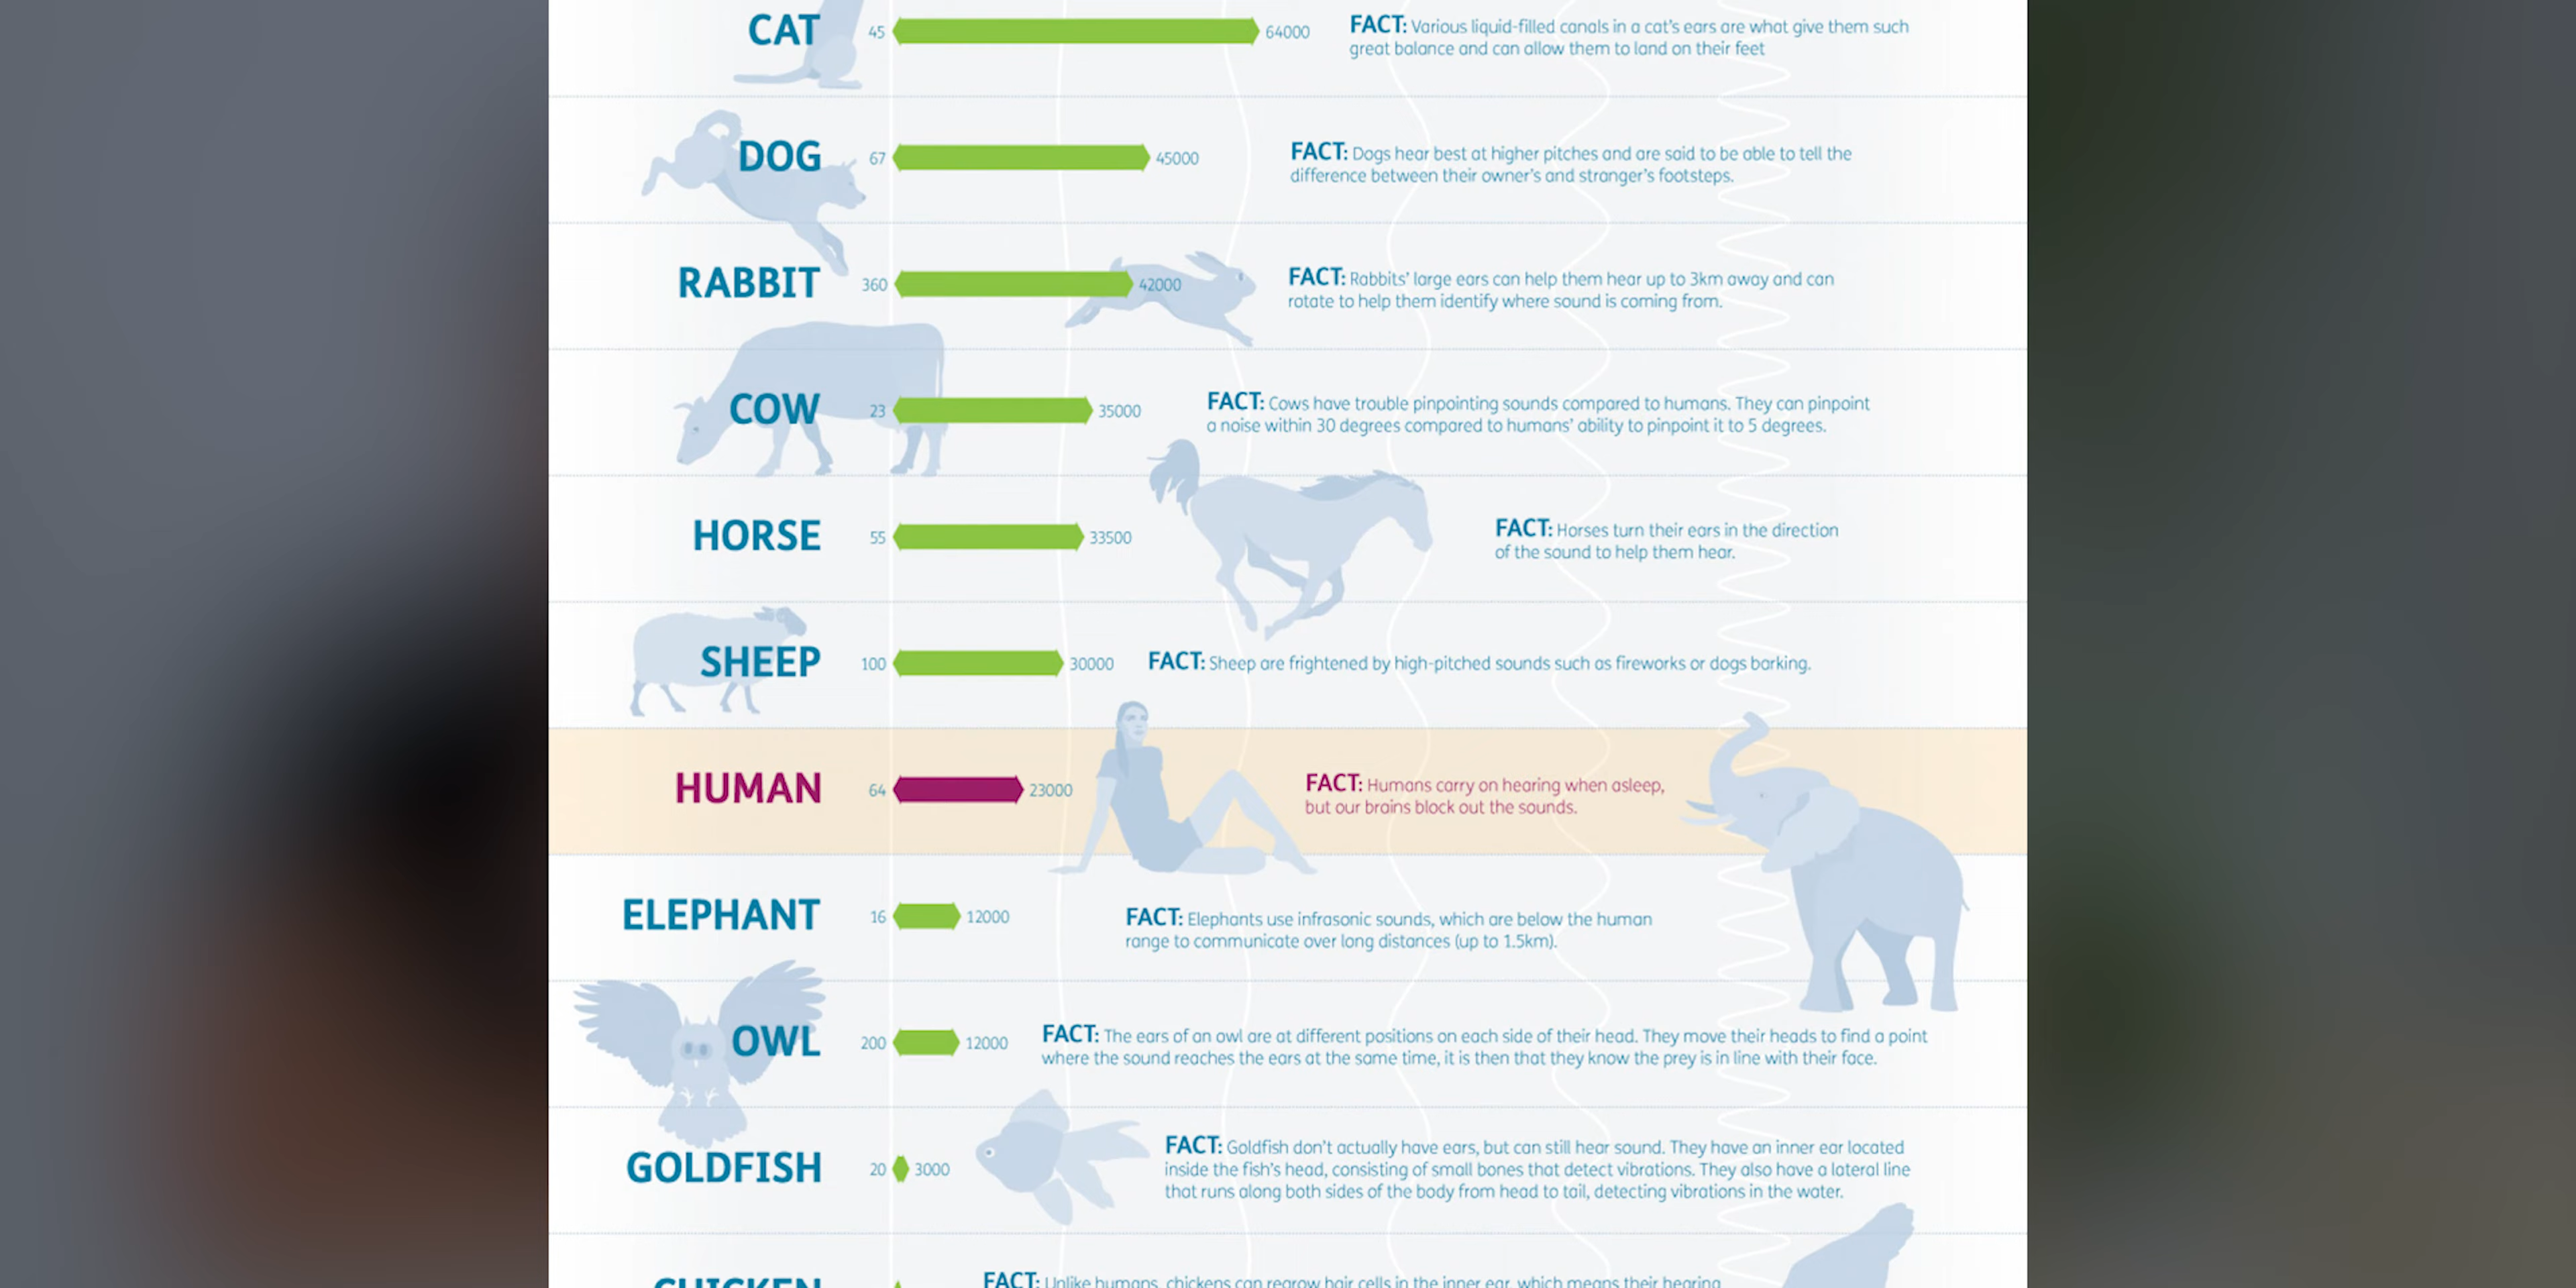 CAT 45 64000 FACT: Various liquid-filled canals in a cat's ears are what give them such
great balance and can allow them to land on their feet
DOG 67 45000 FACT: Dogs hear best at higher pitches and are said to be able to tell the
difference between their owner's and stranger's footsteps.
RABBIT 360 42000 FACT: Rabbits' large ears can help them hear up to 3km away and can
rotate to help them identify where sound is coming from.
COW 23 35000 FACT: Cows have trouble pinpointing sounds compared to humans. They can pinpoint
a noise within 30 degrees compared to humans' ability to pinpoint it to 5 degrees.
HORSE 55 33500 FACT: Horses turn their ears in the direction
of the sound to help them hear.
SHEEP 100 30000 FACT: Sheep are frightened by high-pitched sounds such as fireworks or dogs barking.
HUMAN 64 23000 FACT: Humans carry on hearing when asleep,
but our brains block out the sounds.
ELEPHANT 16 12000 FACT: Elephants use infrasonic sounds, which are below the human
range to communicate over long distances (up to 1.5km).
OWL 200 12000 FACT: The ears of an owl are at different positions on each side of their head. They move their heads to find a point
where the sound reaches the ears at the same time, it is then that they know the prey is in line with their face.
GOLDFISH 20 3000 FACT: Goldfish don't actually have ears, but can still hear sound. They have an inner ear located
inside the fish's head, consisting of small bones that detect vibrations. They also have a lateral line
that runs along both sides of the body from head to tail, detecting vibrations in the water.
CHICKEN FACT: Unlike humans, chickens can regrow hair cells in the inner ear, which means their hearing